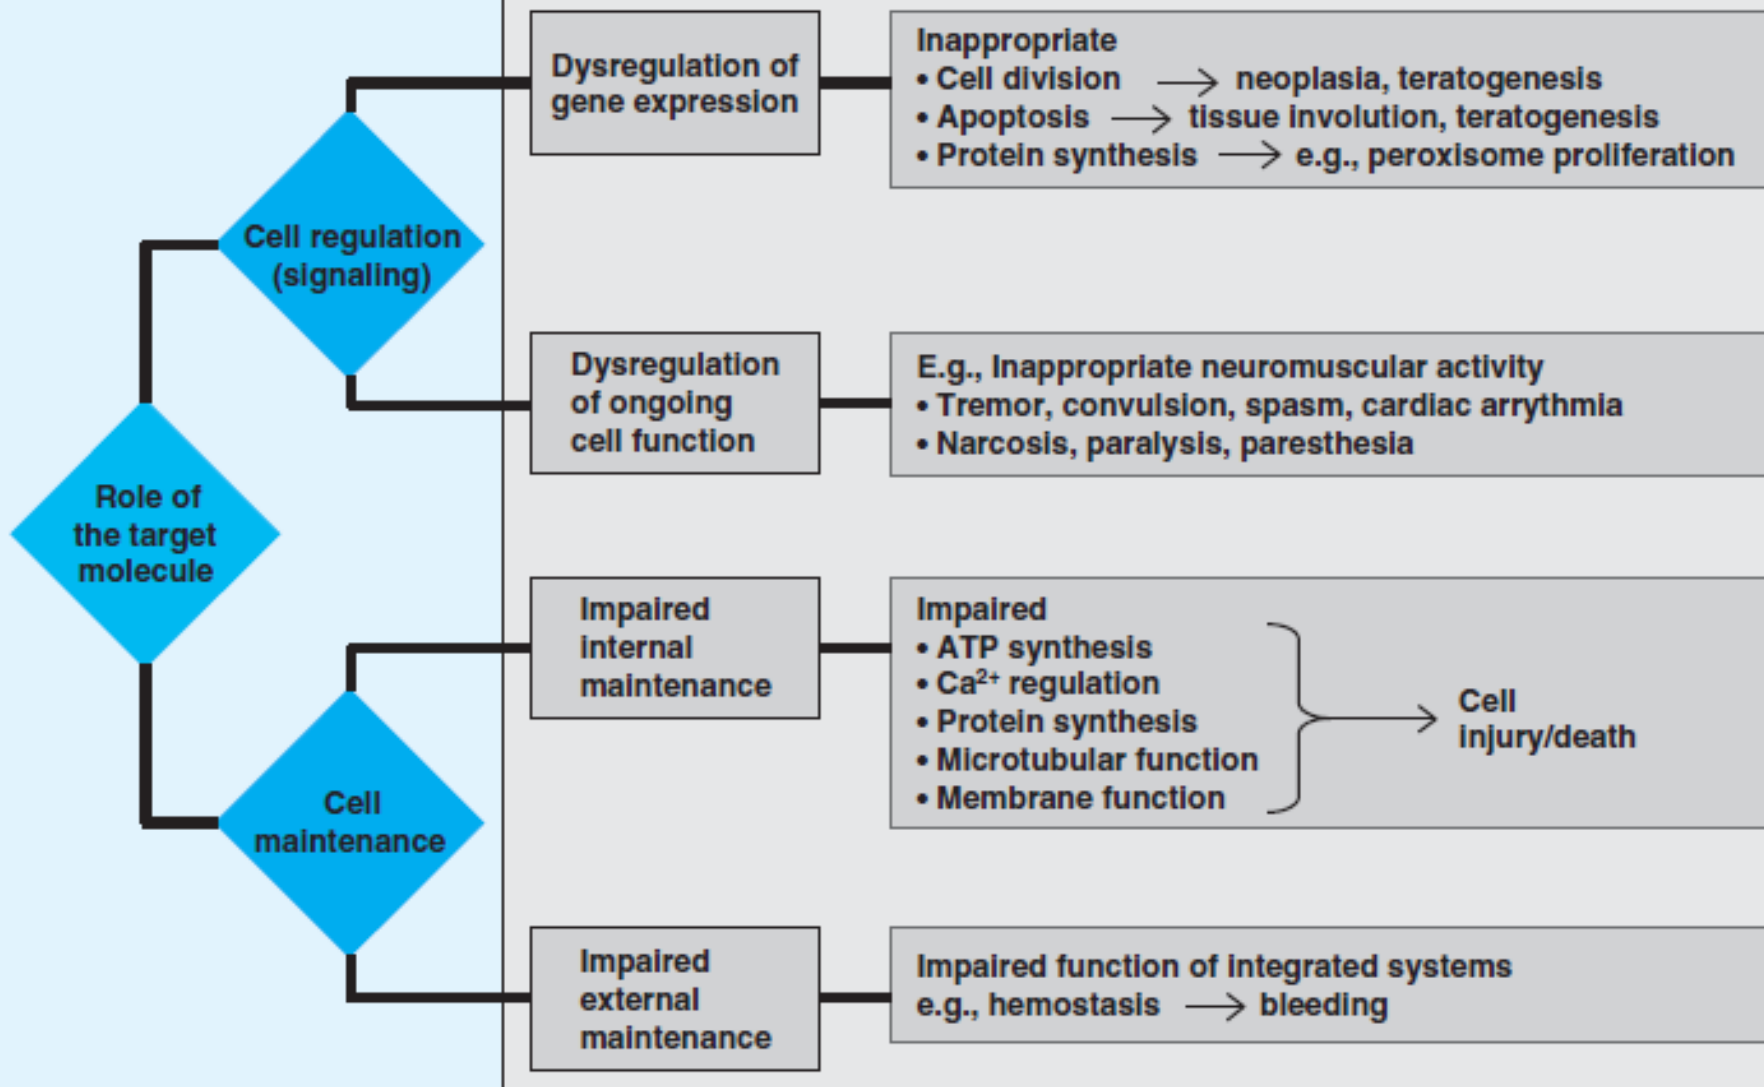 Dysregulation of
gene expression
Inappropriate
• Cell division → neoplasia, teratogenesis
• Apoptosis → tissue involution, teratogenesis
• Protein synthesis → e.g., peroxisome proliferation
Cell regulation
(signaling)
Dysregulation
of ongoing
cell function
E.g., Inappropriate neuromuscular activity
• Tremor, convulsion, spasm, cardiac arrythmia
• Narcosis, paralysis, paresthesia
Role of
the target
molecule
Impaired
internal
maintenance
Impaired
• ATP synthesis
• Ca²⁺ regulation
• Protein synthesis
• Microtubular function
• Membrane function
Cell
injury/death
Cell
maintenance
Impaired
external
maintenance
Impaired function of integrated systems
e.g., hemostasis → bleeding